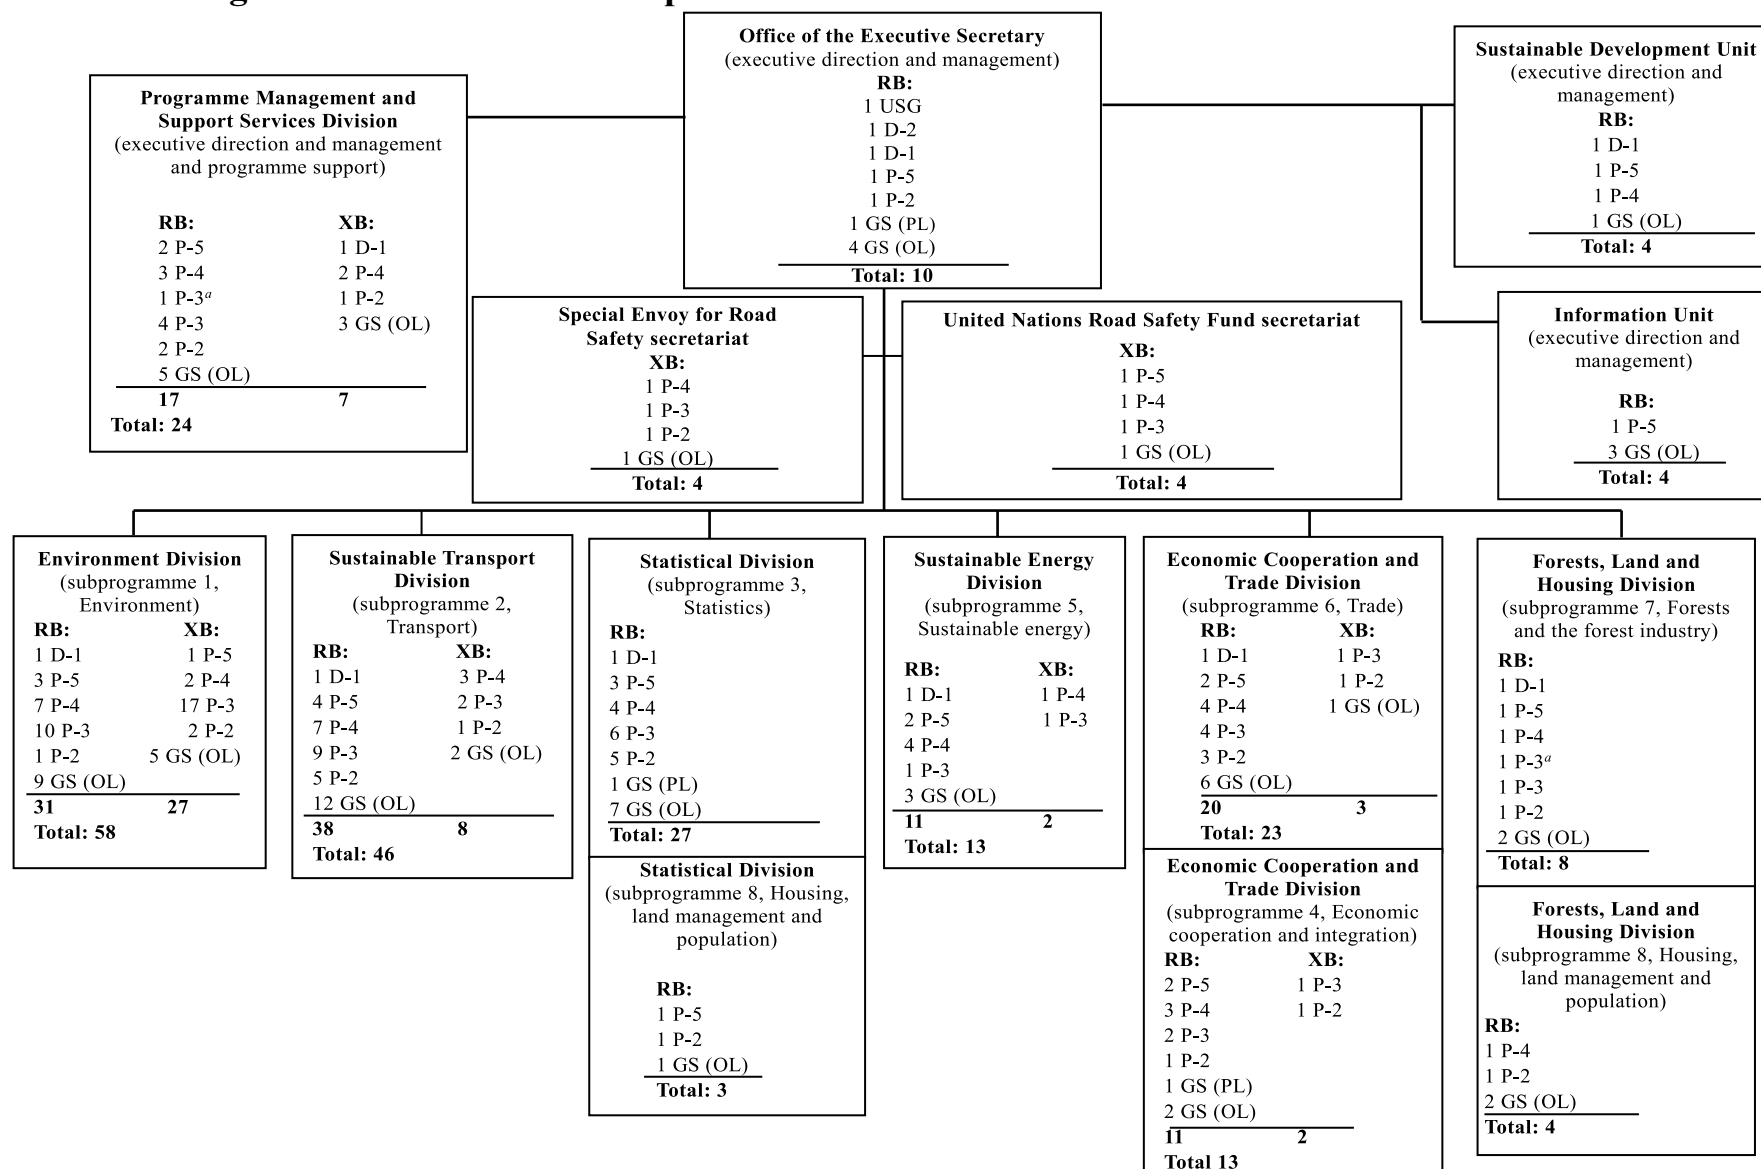 Office of the Executive Secretary
(executive direction and management)
RB:
1 USG
1 D-2
1 D-1
1 P-5
1 P-2
1 GS (PL)
4 GS (OL)
Total: 10
Sustainable Development Unit
(executive direction and
management)
RB:
1 D-1
1 P-5
1 P-4
1 GS (OL)
Total: 4
Programme Management and
Support Services Division
(executive direction and management
and programme support)
RB: XB:
2 P-5 1 D-1
3 P-4 2 P-4
1 P-3a 1 P-2
4 P-3 3 GS (OL)
2 P-2
5 GS (OL)
17 7
Total: 24
Special Envoy for Road
Safety secretariat
XB:
1 P-4
1 P-3
1 P-2
1 GS (OL)
Total: 4
United Nations Road Safety Fund secretariat
XB:
1 P-5
1 P-4
1 P-3
1 GS (OL)
Total: 4
Information Unit
(executive direction and
management)
RB:
1 P-5
3 GS (OL)
Total: 4
Environment Division
(subprogramme 1,
Environment)
RB: XB:
1 D-1 1 P-5
3 P-5 2 P-4
7 P-4 17 P-3
10 P-3 2 P-2
1 P-2 5 GS (OL)
9 GS (OL)
31 27
Total: 58
Sustainable Transport
Division
(subprogramme 2,
Transport)
RB: XB:
1 D-1 3 P-4
4 P-5 2 P-3
7 P-4 1 P-2
9 P-3 2 GS (OL)
5 P-2
12 GS (OL)
38 8
Total: 46
Statistical Division
(subprogramme 3,
Statistics)
RB:
1 D-1
3 P-5
4 P-4
6 P-3
5 P-2
1 GS (PL)
7 GS (OL)
Total: 27
Statistical Division
(subprogramme 8, Housing,
land management and
population)
RB:
1 P-5
1 P-2
1 GS (OL)
Total: 3
Sustainable Energy
Division
(subprogramme 5,
Sustainable energy)
RB: XB:
1 D-1 1 P-4
2 P-5 1 P-3
4 P-4
1 P-3
3 GS (OL)
11 2
Total: 13
Economic Cooperation and
Trade Division
(subprogramme 6, Trade)
RB: XB:
1 D-1 1 P-3
2 P-5 1 P-2
4 P-4 1 GS (OL)
4 P-3
3 P-2
6 GS (OL)
20 3
Total: 23
Economic Cooperation and
Trade Division
(subprogramme 4, Economic
cooperation and integration)
RB: XB:
2 P-5 1 P-3
3 P-4 1 P-2
2 P-3
1 P-2
1 GS (PL)
2 GS (OL)
11 2
Total 13
Forests, Land and
Housing Division
(subprogramme 7, Forests
and the forest industry)
RB:
1 D-1
1 P-5
1 P-4
1 P-3a
1 P-3
1 P-2
2 GS (OL)
Total: 8
Forests, Land and
Housing Division
(subprogramme 8, Housing,
land management and
population)
RB:
1 P-4
1 P-2
2 GS (OL)
Total: 4